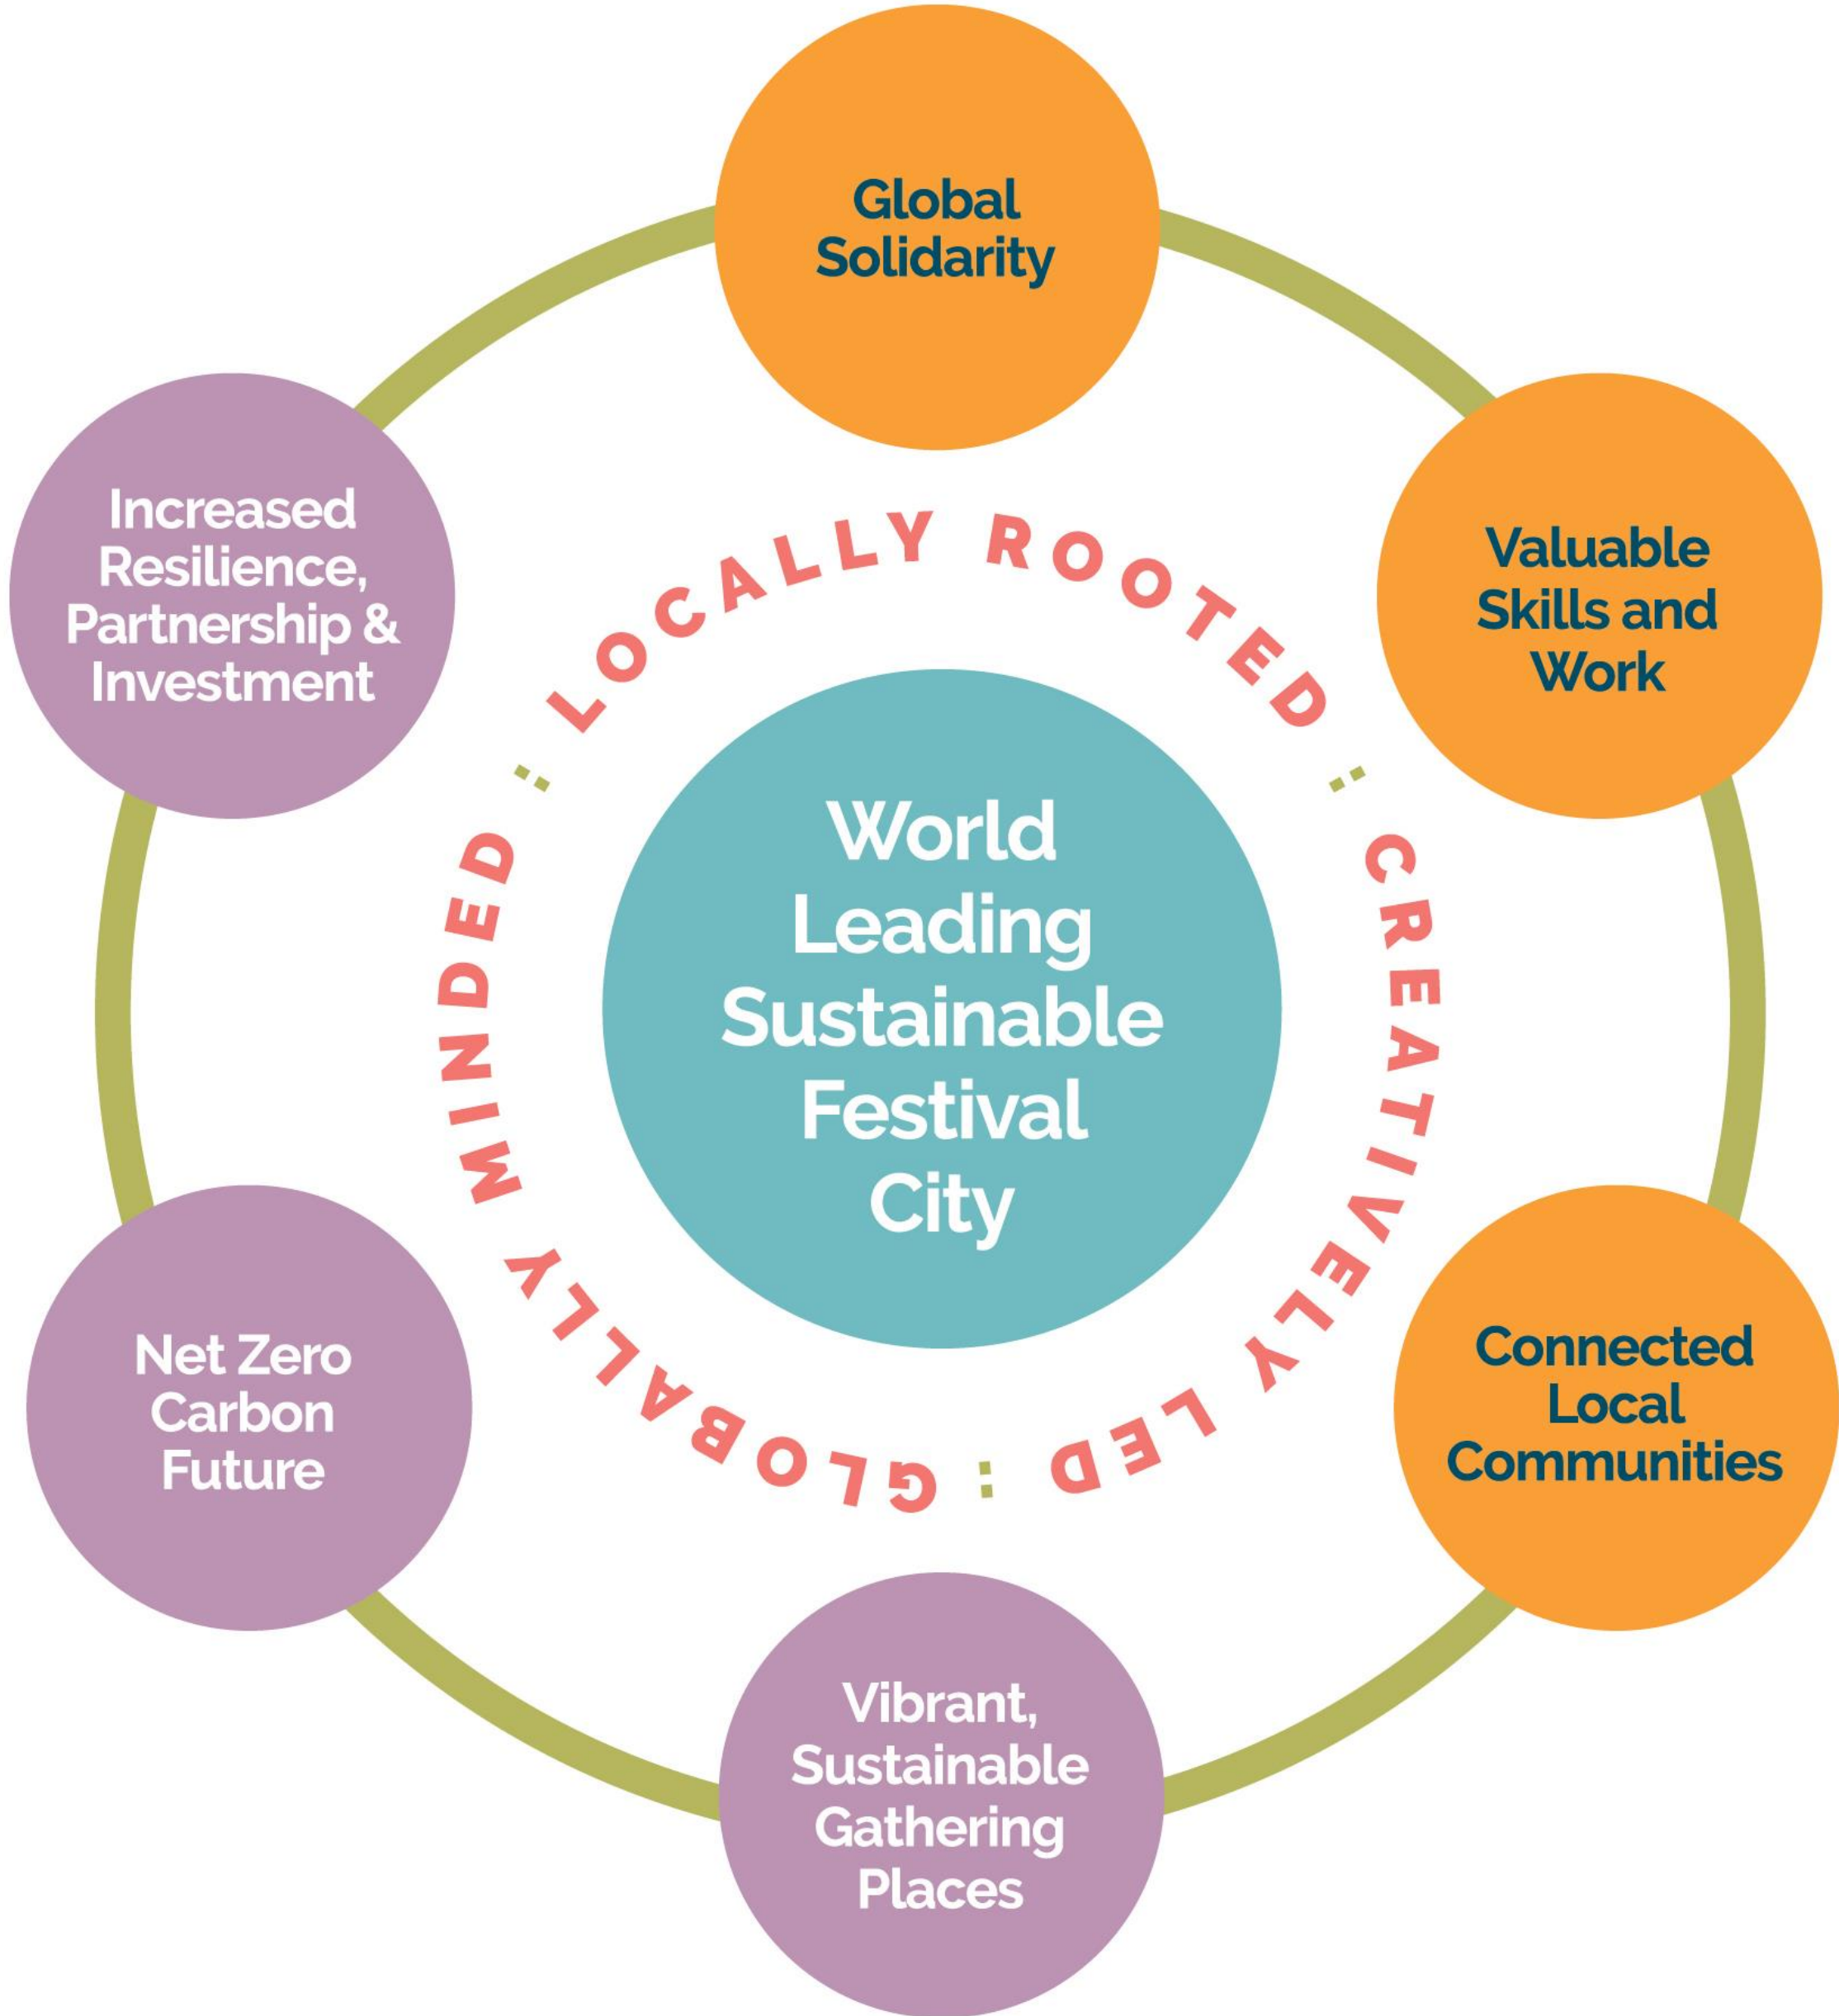 Global
Solidarity
Increased
Resilience,
Partnership &
Investment
Valuable
Skills and
Work
LOCALLY ROOTED : CREATIVELY LED : GLOBALLY MINDED :
World
Leading
Sustainable
Festival
City
Net Zero
Carbon
Future
Connected
Local
Communities
Vibrant,
Sustainable
Gathering
Places